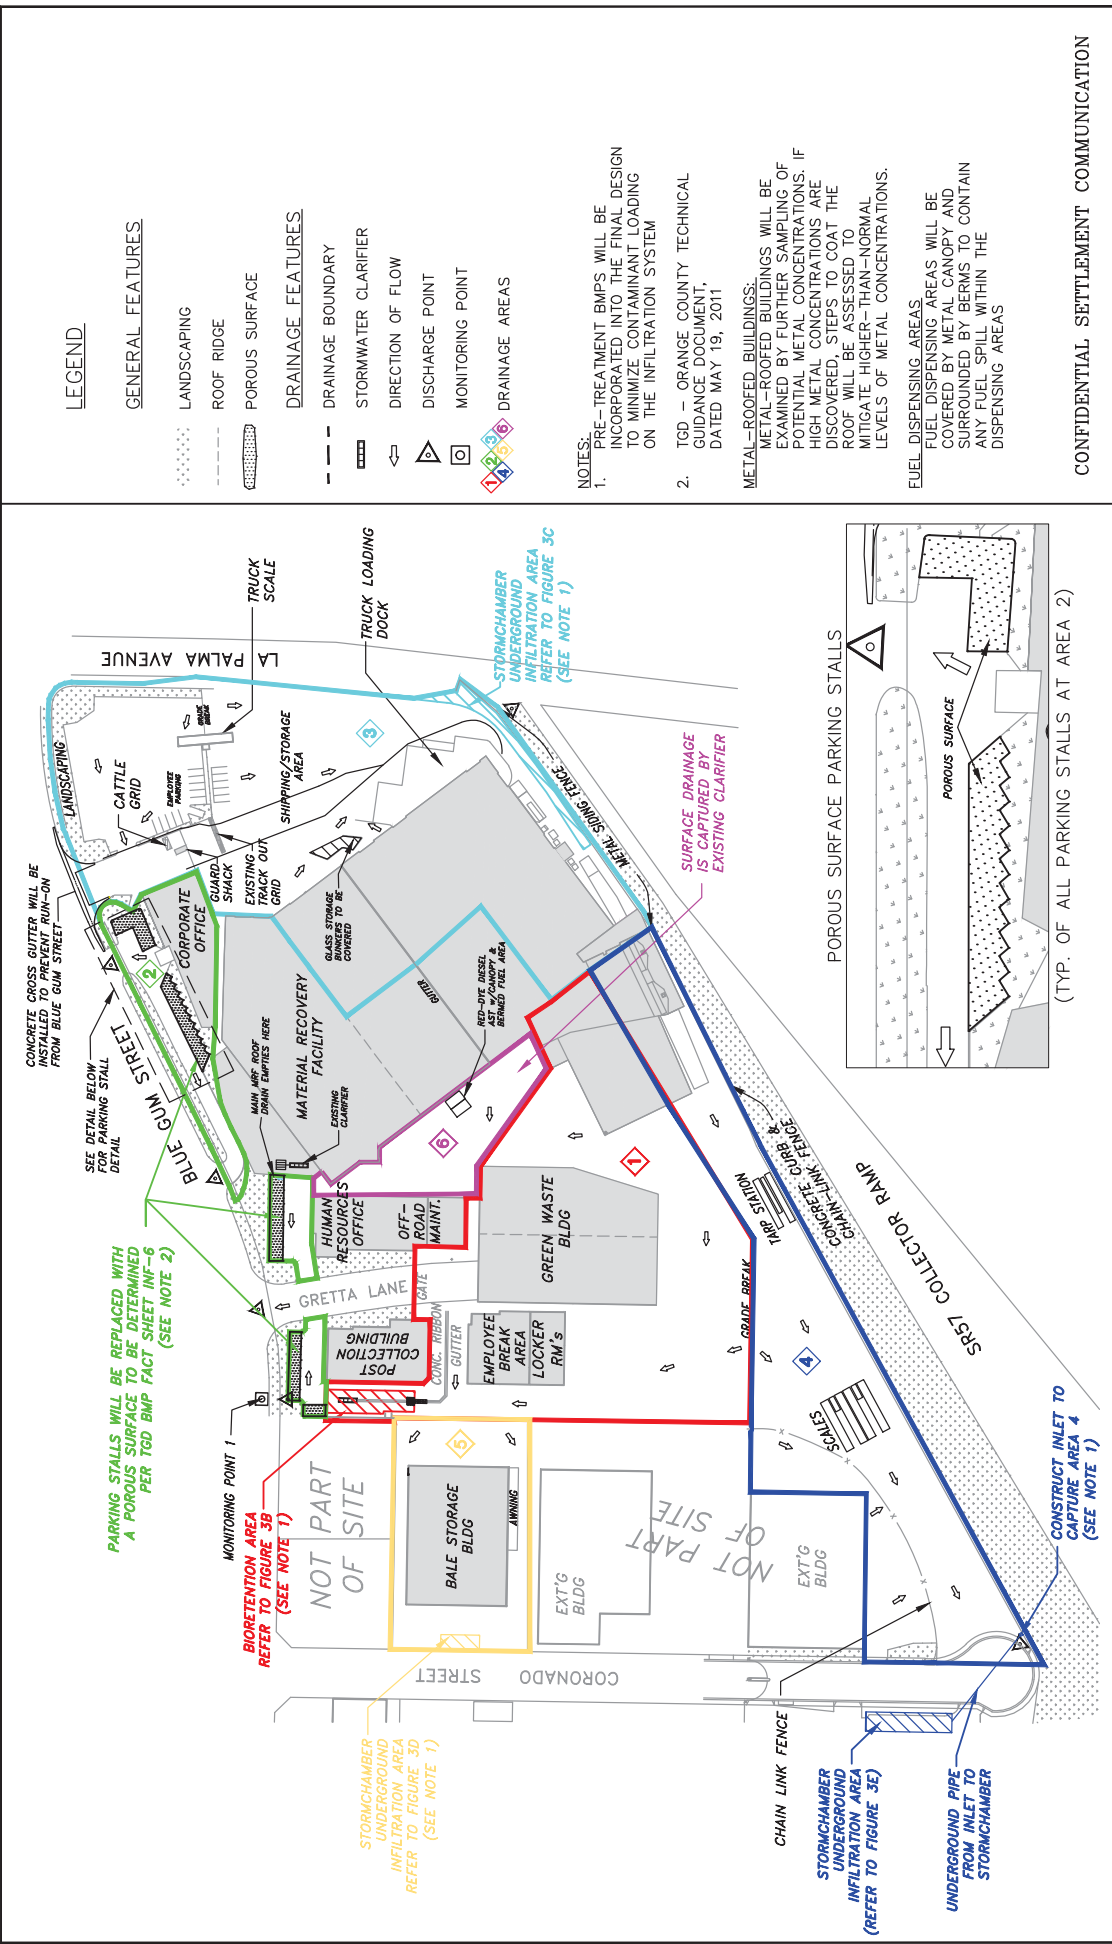 CONCRETE CROSS GUTTER WILL BE
INSTALLED TO PREVENT RUN-ON
FROM BLUE GUM STREET
SEE DETAIL BELOW
FOR PARKING STALL
DETAIL
PARKING STALLS WILL BE REPLACED WITH
A POROUS SURFACE TO BE DETERMINED
PER TGD BMP FACT SHEET INF-6
(SEE NOTE 2)
MONITORING POINT 1
BIORETENTION AREA
REFER TO FIGURE 3B
(SEE NOTE 1)
BLUE GUM STREET
LANDSCAPING
LA PALMA AVENUE
TRUCK
SCALE
GRADE
BREAK
CATTLE
GRID
EMPLOYEE
PARKING
SHIPPING/STORAGE
AREA
GUARD
SHACK
EXISTING
TRACK OUT
GRID
TRUCK LOADING
DOCK
3
STORMCHAMBER
UNDERGROUND
INFILTRATION AREA
REFER TO FIGURE 3C
(SEE NOTE 1)
2
CORPORATE
OFFICE
GLASS STORAGE
BUNKERS TO BE
COVERED
MAIN MRF ROOF
DRAIN EMPTIES HERE
EXISTING
CLARIFIER
MATERIAL RECOVERY
FACILITY
GUTTER
METAL SIDING FENCE
RED-DYE DIESEL
AST w/CANOPY &
BERMED FUEL AREA
SURFACE DRAINAGE
IS CAPTURED BY
EXISTING CLARIFIER
6
HUMAN
RESOURCES
OFFICE
OFF-
ROAD
MAINT.
GREEN WASTE
BLDG
1
GRETTA LANE
GATE
CONC. RIBBON
GUTTER
POST
COLLECTION
BUILDING
EMPLOYEE
BREAK
AREA
LOCKER
RM's
GRADE BREAK
TARP STATION
CONCRETE CURB &
CHAIN-LINK FENCE
SR57 COLLECTOR RAMP
4
SCALES
NOT PART
OF SITE
5
BALE STORAGE
BLDG
AWNING
NOT PART
OF SITE
EXT'G
BLDG
EXT'G
BLDG
CORONADO STREET
STORMCHAMBER
UNDERGROUND
INFILTRATION AREA
REFER TO FIGURE 3D
(SEE NOTE 1)
CHAIN LINK FENCE
STORMCHAMBER
UNDERGROUND
INFILTRATION AREA
(REFER TO FIGURE 3E)
UNDERGROUND PIPE
FROM INLET TO
STORMCHAMBER
CONSTRUCT INLET TO
CAPTURE AREA 4
(SEE NOTE 1)
POROUS SURFACE PARKING STALLS
POROUS SURFACE
(TYP. OF ALL PARKING STALLS AT AREA 2)
LEGEND
GENERAL FEATURES
LANDSCAPING
ROOF RIDGE
POROUS SURFACE
DRAINAGE FEATURES
DRAINAGE BOUNDARY
STORMWATER CLARIFIER
DIRECTION OF FLOW
DISCHARGE POINT
MONITORING POINT
1 2 3 4 5 6 DRAINAGE AREAS
NOTES:
1. PRE-TREATMENT BMPS WILL BE
INCORPORATED INTO THE FINAL DESIGN
TO MINIMIZE CONTAMINANT LOADING
ON THE INFILTRATION SYSTEM
2. TGD - ORANGE COUNTY TECHNICAL
GUIDANCE DOCUMENT,
DATED MAY 19, 2011
METAL-ROOFED BUILDINGS:
METAL-ROOFED BUILDINGS WILL BE
EXAMINED BY FURTHER SAMPLING OF
POTENTIAL METAL CONCENTRATIONS. IF
HIGH METAL CONCENTRATIONS ARE
DISCOVERED, STEPS TO COAT THE
ROOF WILL BE ASSESSED TO
MITIGATE HIGHER-THAN-NORMAL
LEVELS OF METAL CONCENTRATIONS.
FUEL DISPENSING AREAS
FUEL DISPENSING AREAS WILL BE
COVERED BY METAL CANOPY AND
SURROUNDED BY BERMS TO CONTAIN
ANY FUEL SPILL WITHIN THE
DISPENSING AREAS
CONFIDENTIAL SETTLEMENT COMMUNICATION